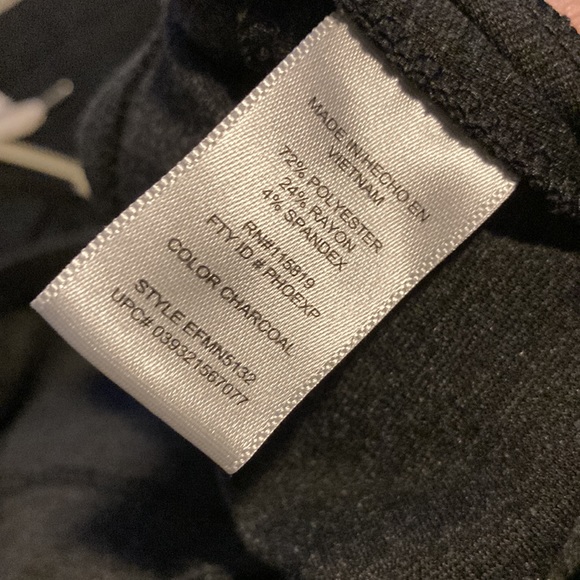 MADE IN/HECHO EN
VIETNAM
72% POLYESTER
24% RAYON
4% SPANDEX
RN#115819
FTY ID # PHOEXP
COLOR CHARCOAL
STYLE EFMN5132
UPC# 039321567077